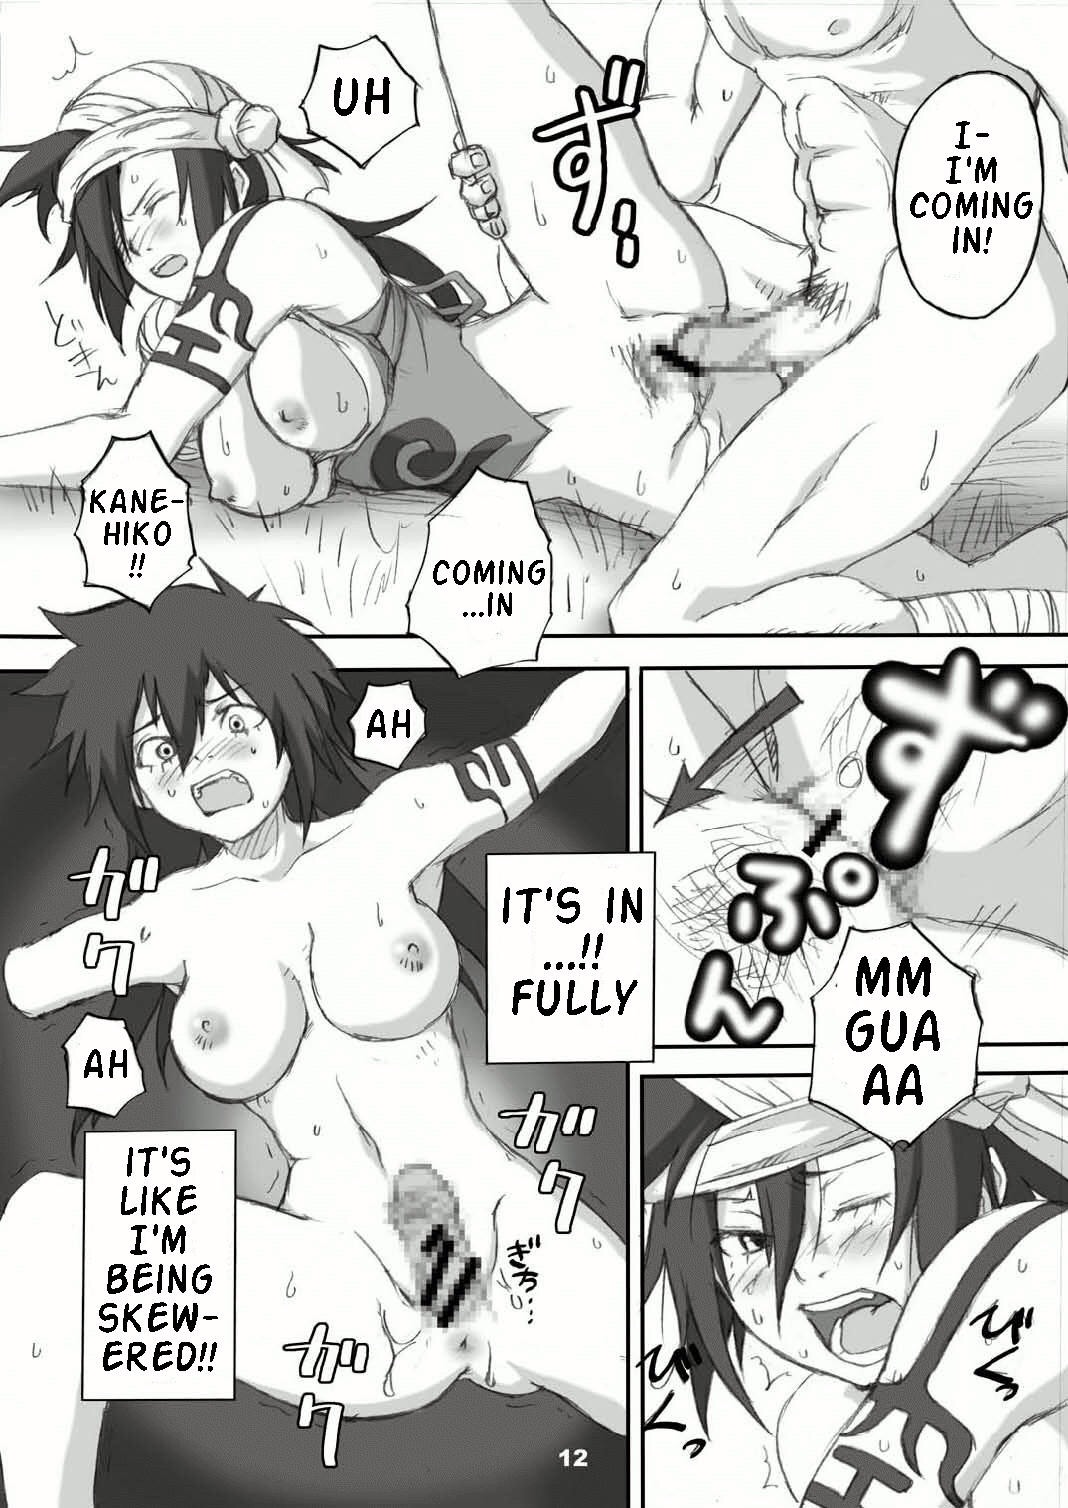 UH
ずず!
I-
I'M
COMING
IN!
どきん
KANE-
HIKO
!!
COMING
...IN
AH
ガク
IT'S IN
...!!
FULLY
ず
ぷ
ん
MM
GUA
AA
AH
ガク
IT'S
LIKE
I'M
BEING
SKEW-
ERED!!
ぎち...
ガク
びく
びく
12